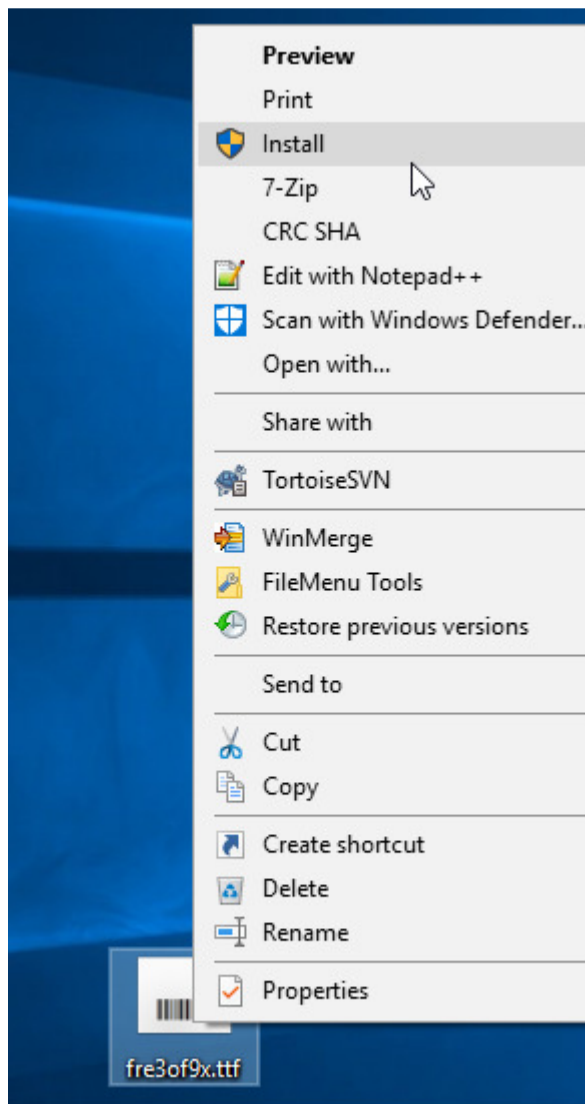 Preview
Print
Install
7-Zip
CRC SHA
Edit with Notepad++
Scan with Windows Defender...
Open with...
Share with
TortoiseSVN
WinMerge
FileMenu Tools
Restore previous versions
Send to
Cut
Copy
Create shortcut
Delete
Rename
Properties
fre3of9x.ttf